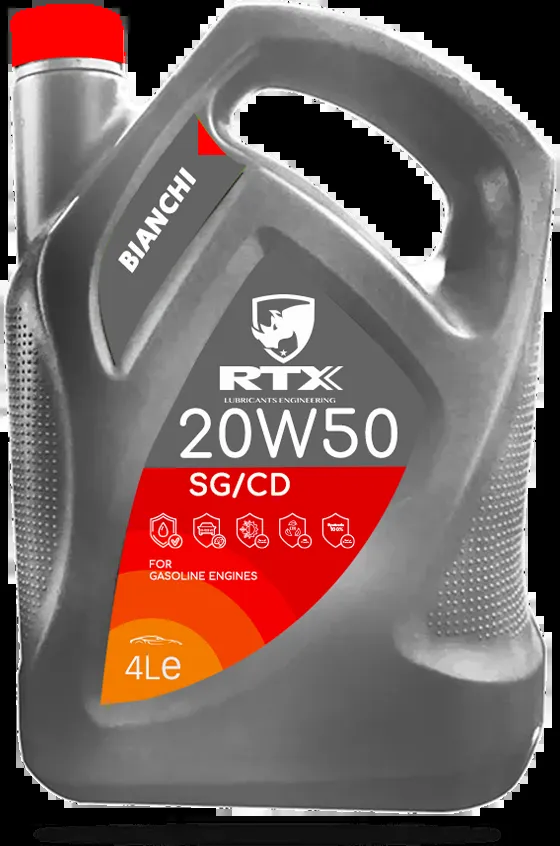 BIANCHI
RTX
LUBRICANTS ENGINEERING
20W50
SG/CD
FOR
GASOLINE ENGINES
4Le